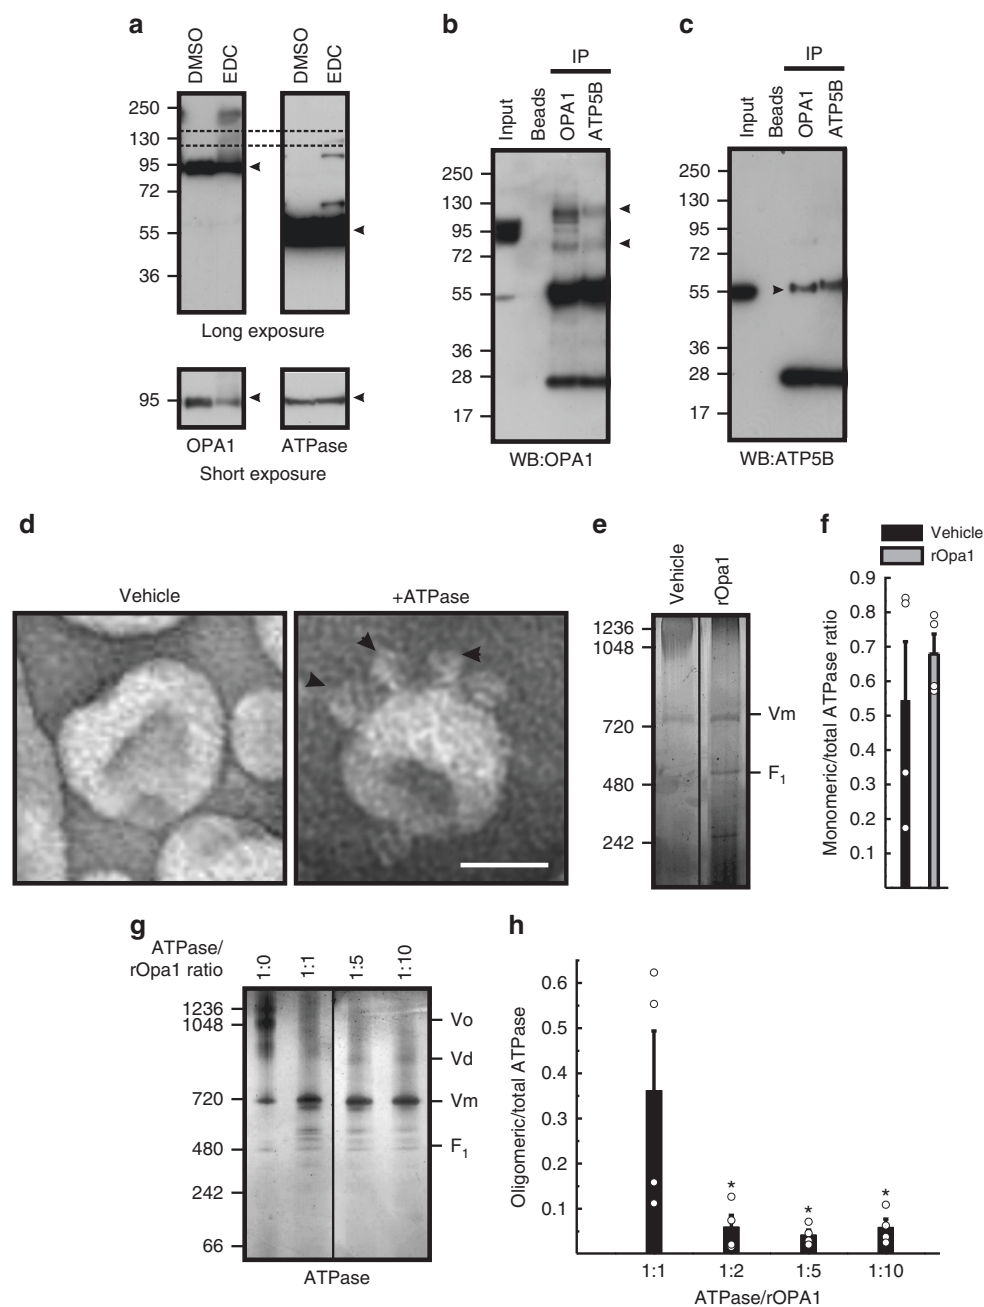 a
DMSO
EDC
DMSO
EDC
250
130
95
72
55
36
Long exposure
95
OPA1
ATPase
Short exposure
b
IP
Input
Beads
OPA1
ATP5B
250
130
95
72
55
36
28
17
WB:OPA1
c
IP
Input
Beads
OPA1
ATP5B
250
130
95
72
55
36
28
17
WB:ATP5B
d
Vehicle
+ATPase
e
Vehicle
rOpa1
1236
1048
720
480
242
Vm
F1
f
Vehicle
rOpa1
Monomeric/total ATPase ratio
0.9
0.8
0.7
0.6
0.5
0.4
0.3
0.2
0.1
g
ATPase/
rOpa1 ratio
1:0
1:1
1:5
1:10
1236
1048
720
480
242
66
Vo
Vd
Vm
F1
ATPase
h
Oligomeric/total ATPase
0.6
0.5
0.4
0.3
0.2
0.1
* * *
1:1 1:2 1:5 1:10
ATPase/rOPA1